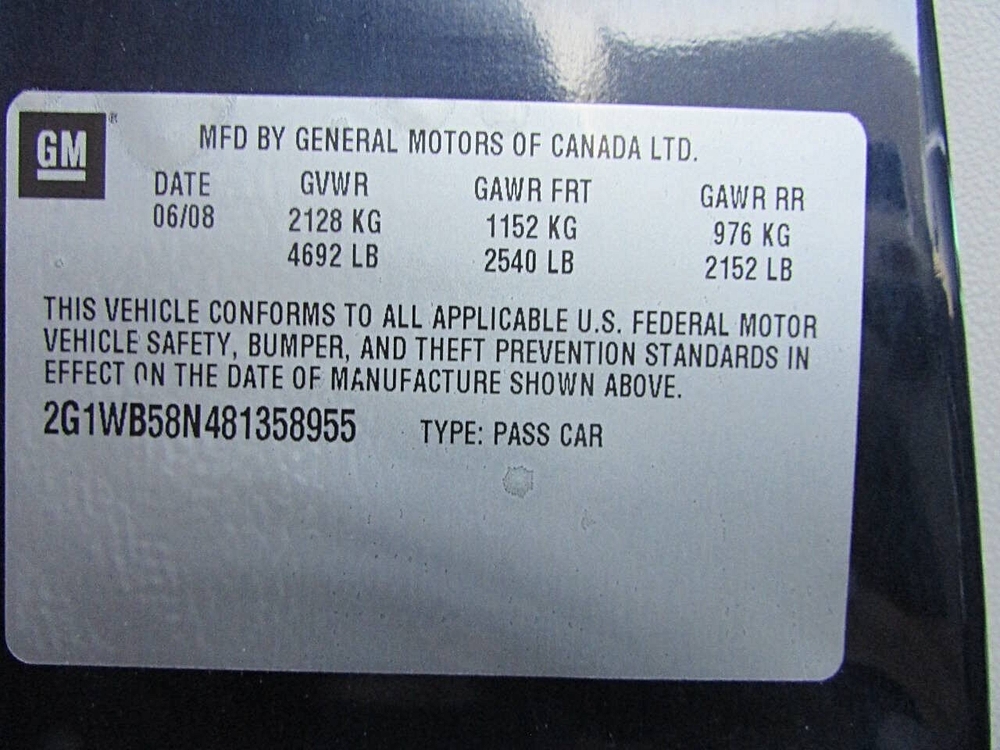 GM®
MFD BY GENERAL MOTORS OF CANADA LTD.
DATE GVWR GAWR FRT GAWR RR
06/08 2128 KG 1152 KG 976 KG
4692 LB 2540 LB 2152 LB
THIS VEHICLE CONFORMS TO ALL APPLICABLE U.S. FEDERAL MOTOR
VEHICLE SAFETY, BUMPER, AND THEFT PREVENTION STANDARDS IN
EFFECT ON THE DATE OF MANUFACTURE SHOWN ABOVE.
2G1WB58N481358955 TYPE: PASS CAR